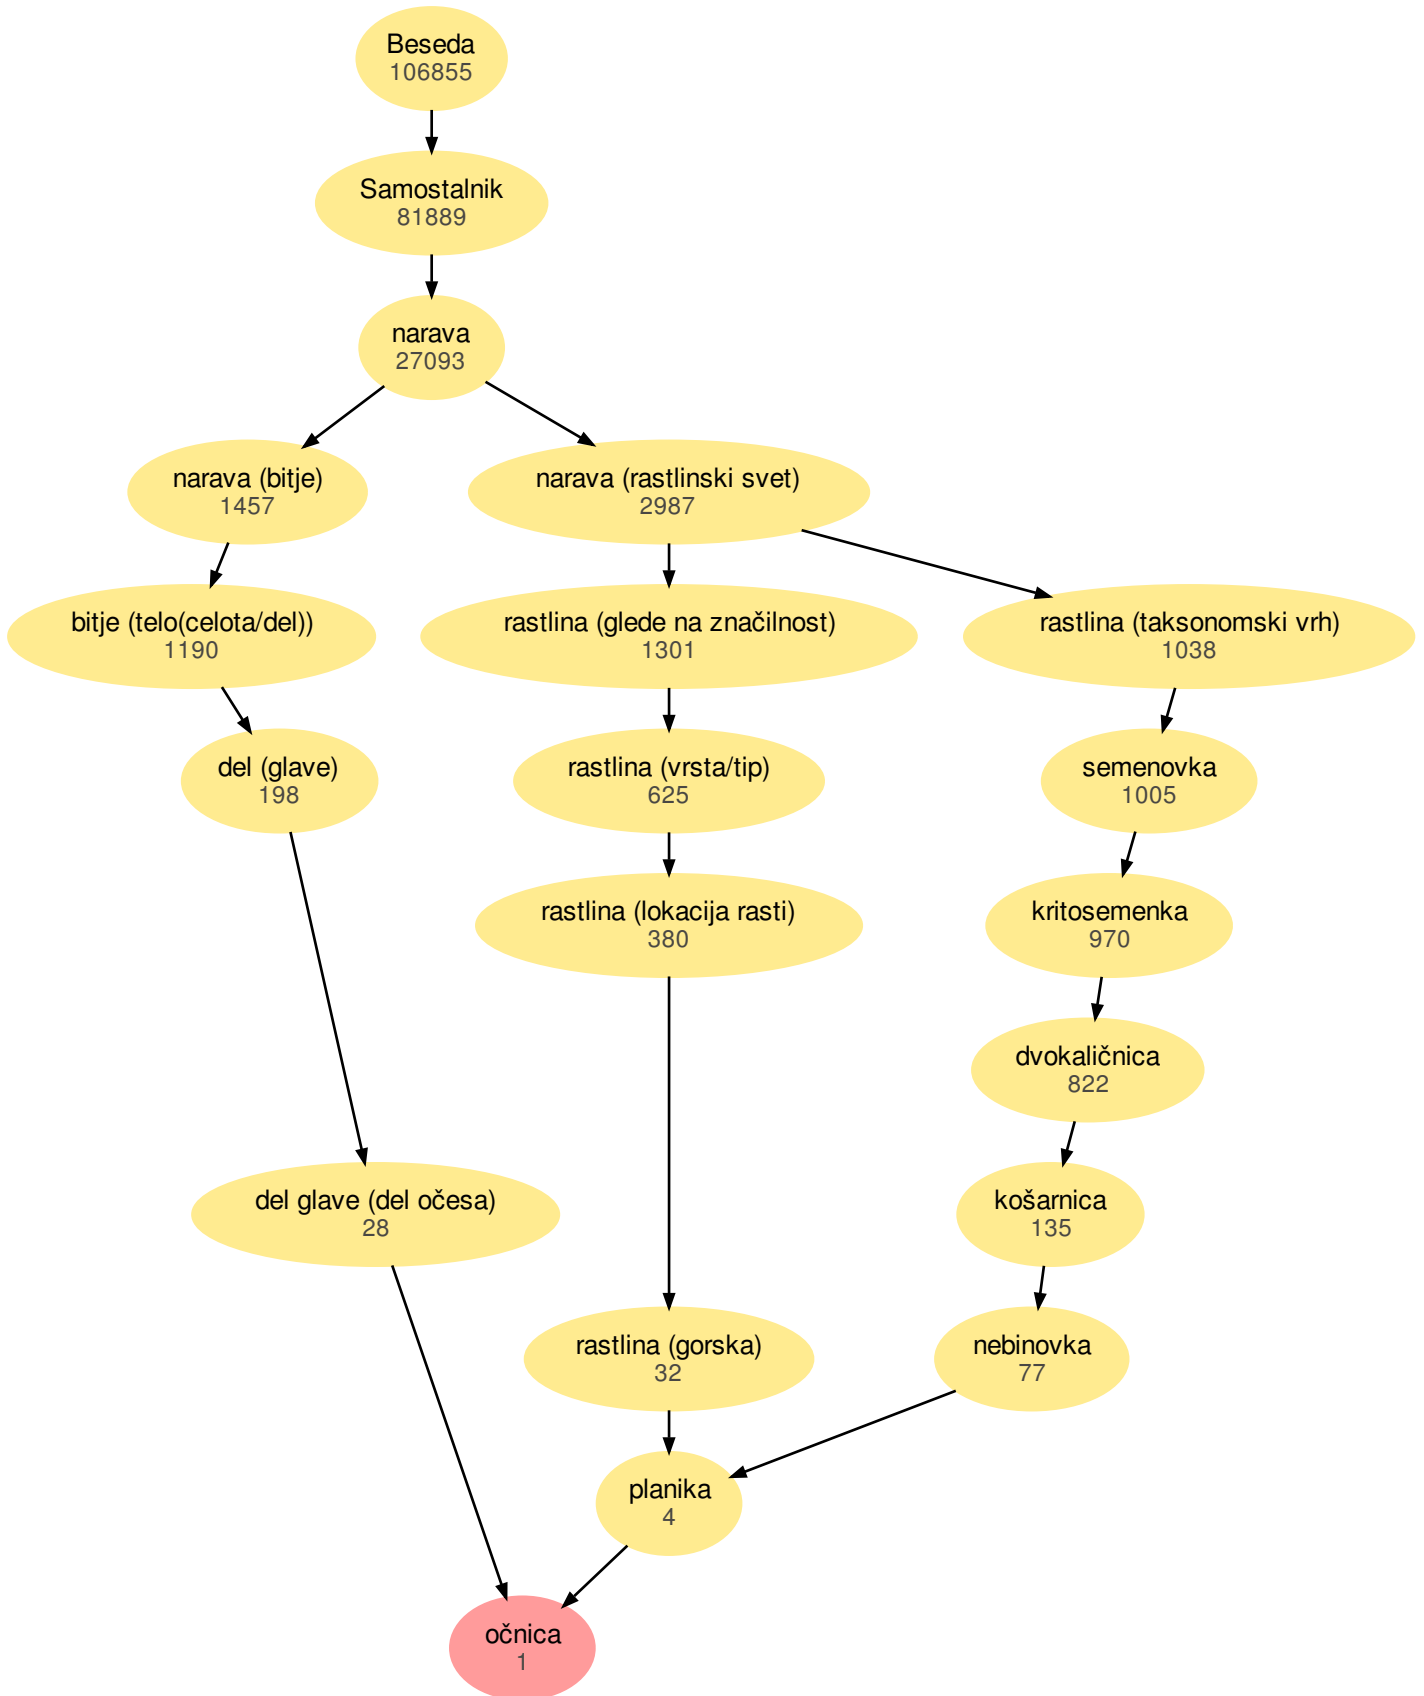 Beseda
106855
Samostalnik
81889
narava
27093
narava (bitje)
1457
narava (rastlinski svet)
2987
bitje (telo(celota/del))
1190
rastlina (glede na značilnost)
1301
rastlina (taksonomski vrh)
1038
del (glave)
198
rastlina (vrsta/tip)
625
semenovka
1005
rastlina (lokacija rasti)
380
kritosemenka
970
dvokaličnica
822
del glave (del očesa)
28
košarnica
135
rastlina (gorska)
32
nebinovka
77
planika
4
očnica
1